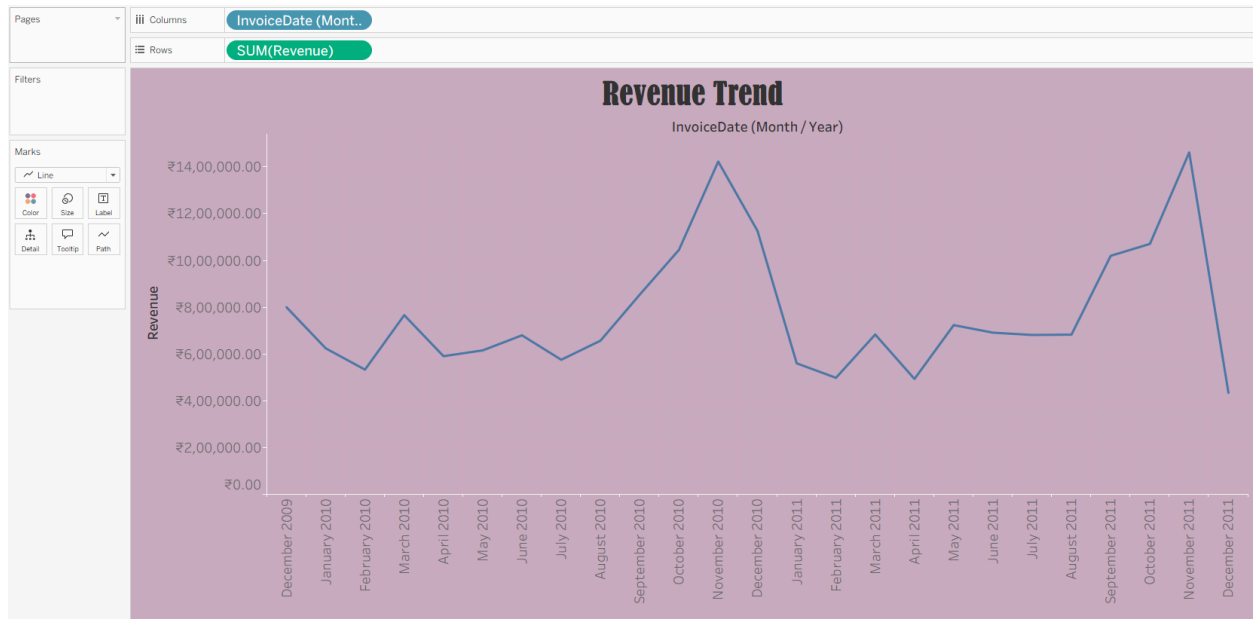 Pages
Columns
InvoiceDate (Mont..
Rows
SUM(Revenue)
Filters
Marks
Line
Color
Size
Label
Detail
Tooltip
Path
Revenue Trend
InvoiceDate (Month / Year)
Revenue
₹14,00,000.00
₹12,00,000.00
₹10,00,000.00
₹8,00,000.00
₹6,00,000.00
₹4,00,000.00
₹2,00,000.00
₹0.00
December 2009
January 2010
February 2010
March 2010
April 2010
May 2010
June 2010
July 2010
August 2010
September 2010
October 2010
November 2010
December 2010
January 2011
February 2011
March 2011
April 2011
May 2011
June 2011
July 2011
August 2011
September 2011
October 2011
November 2011
December 2011